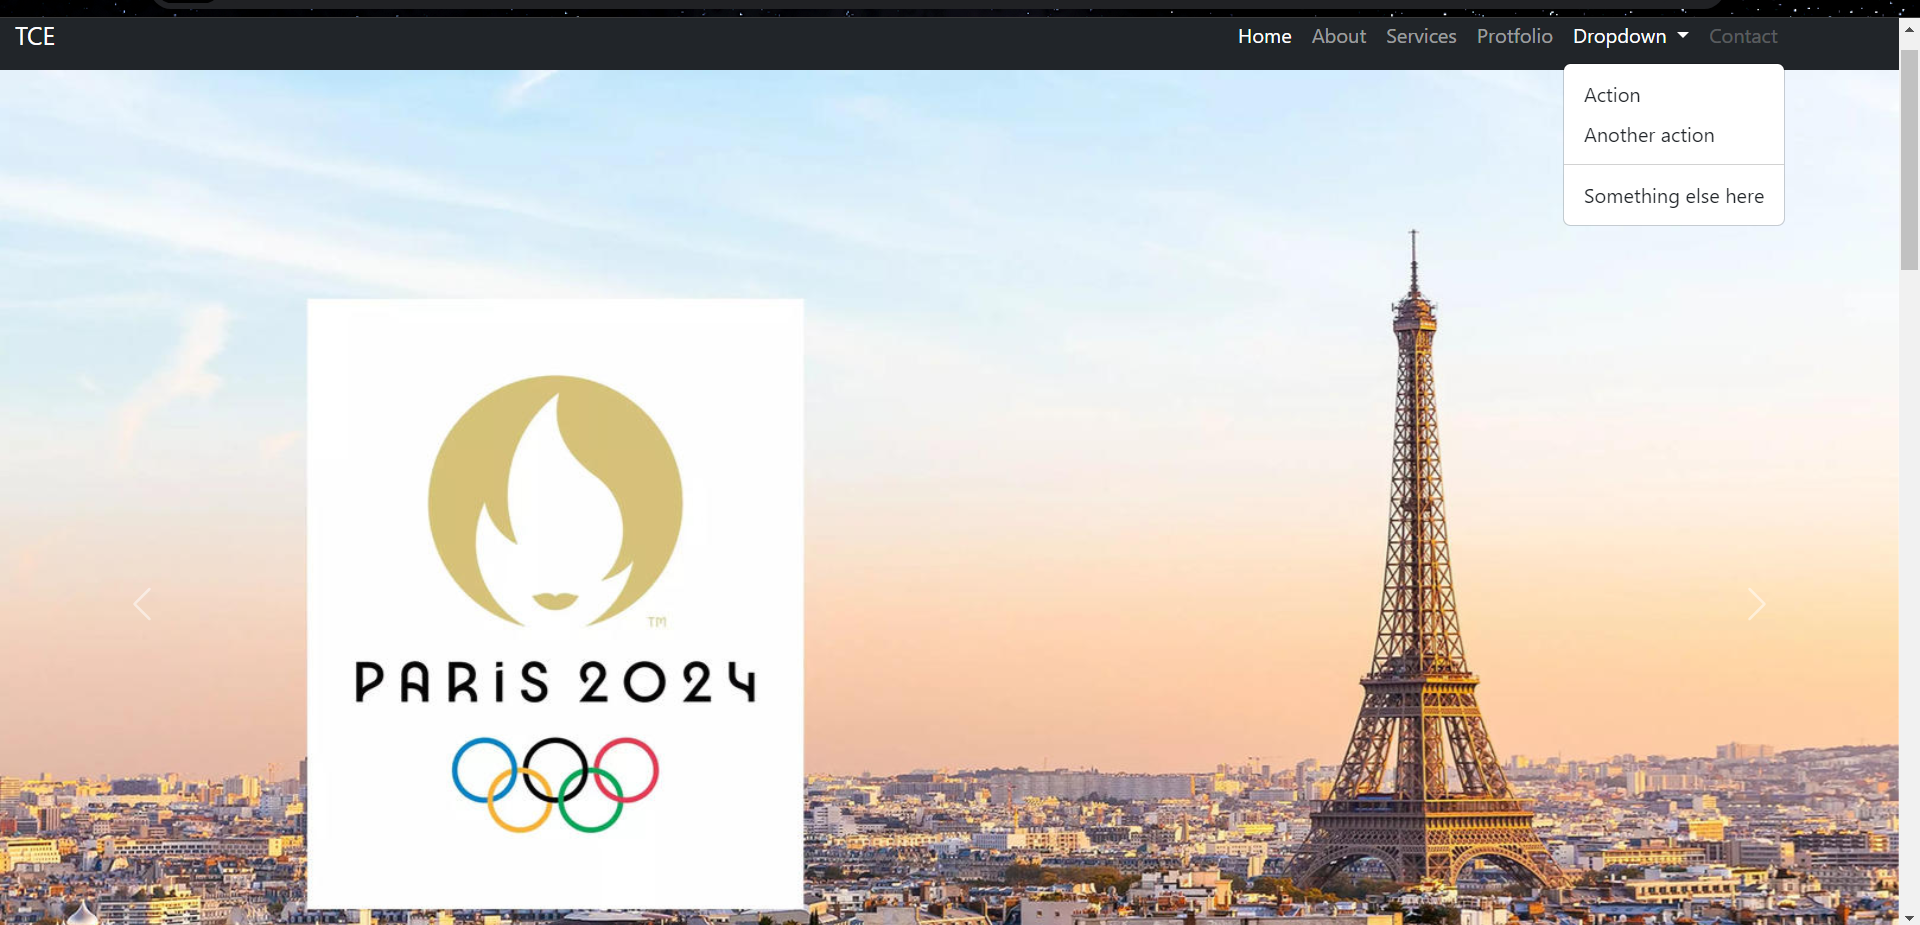 TCE
Home About Services Protfolio Dropdown Contact
Action
Another action
Something else here
TM
PARiS 2024